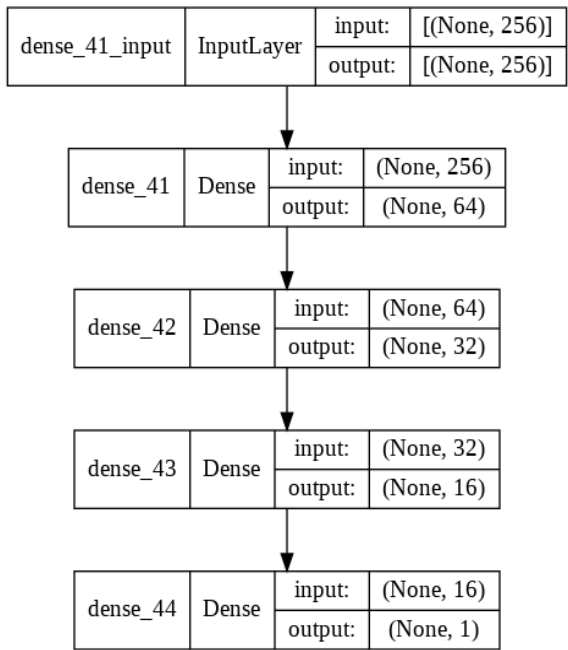 dense_41_input InputLayer input: [(None, 256)]
output: [(None, 256)]
dense_41 Dense input: (None, 256)
output: (None, 64)
dense_42 Dense input: (None, 64)
output: (None, 32)
dense_43 Dense input: (None, 32)
output: (None, 16)
dense_44 Dense input: (None, 16)
output: (None, 1)